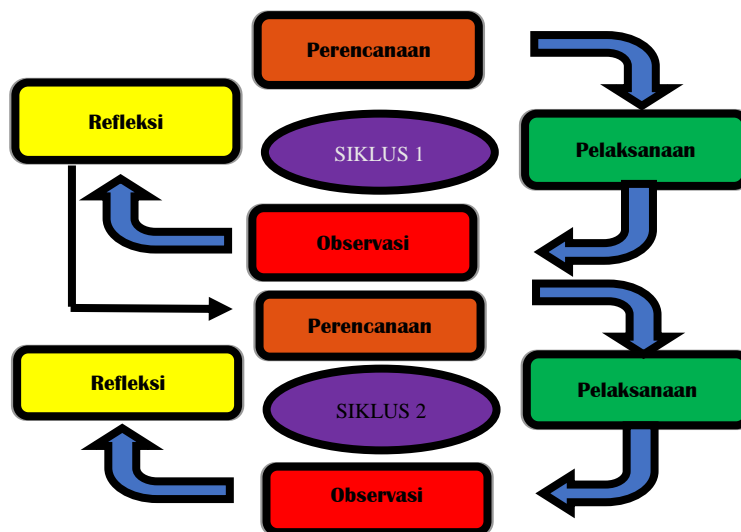 Perencanaan
Refleksi
SIKLUS 1
Pelaksanaan
Observasi
Perencanaan
Refleksi
Pelaksanaan
SIKLUS 2
Observasi